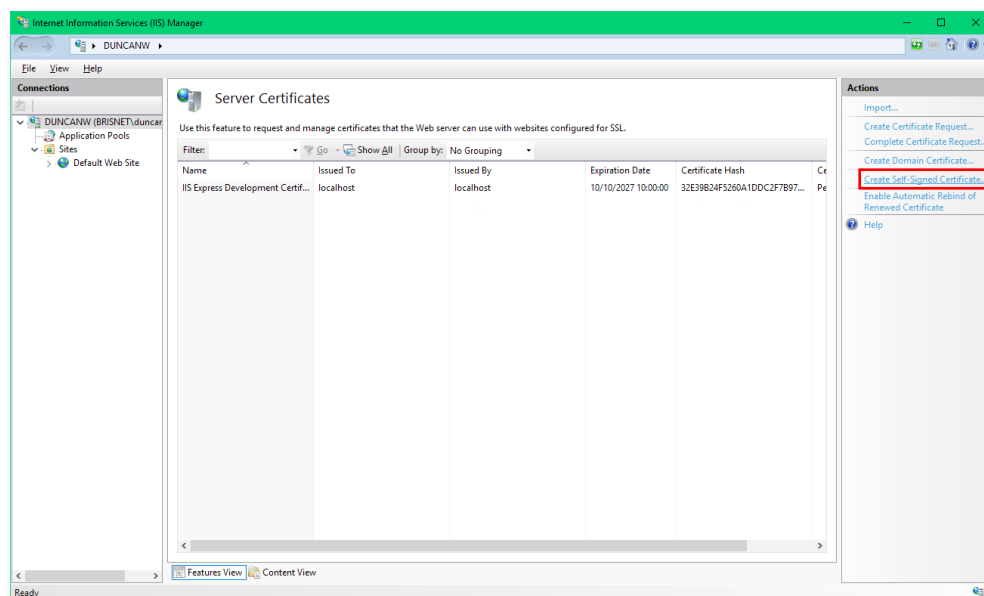 Internet Information Services (IIS) Manager
DUNCANW
File View Help
Connections
DUNCANW (BRISNET\duncar
Application Pools
Sites
Default Web Site
Server Certificates
Use this feature to request and manage certificates that the Web server can use with websites configured for SSL.
Filter: Go Show All Group by: No Grouping
Name Issued To Issued By Expiration Date Certificate Hash Ce
IIS Express Development Certif... localhost localhost 10/10/2027 10:00:00 32E39B24F5260A1DDC2F7B97... Pe
Features View Content View
Actions
Import...
Create Certificate Request...
Complete Certificate Request..
Create Domain Certificate...
Create Self-Signed Certificate..
Enable Automatic Rebind of
Renewed Certificate
Help
Ready